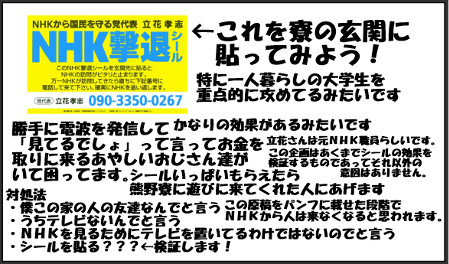 NHKから国民を守る党代表 立花孝志
NHK撃退シール
このNHK撃退シールを玄関先に貼ると
NHKの訪問がピタリと止まります。
万一NHKが訪問してきたら直ちに下記番号に
電話して来て下さい。確実にNHKを追い返します。
党代表 立花孝志 090-3350-0267
←これを寮の玄関に
貼ってみよう!
特に一人暮らしの大学生を
重点的に攻めてるみたいです
かなりの効果があるみたいです
勝手に電波を発信して
「見てるでしょ」って言ってお金を
取りに来るあやしいおじさん達が
いて困ってます。
立花さんは元NHK職員らしいです。
この企画はあくまでシールの効果を
検証するものであってそれ以外の
意図はありません。
シールいっぱいもらえたら
熊野寮に遊びに来てくれた人にあげます
対処法
・僕この家の人の友達なんでと言う
・うちテレビないんでと言う
・NHKを見るためにテレビを置いてるわけではないのでと言う
・シールを貼る???←検証します!
この原稿をパンフに載せた段階で
NHKから人は来なくなると思われます。